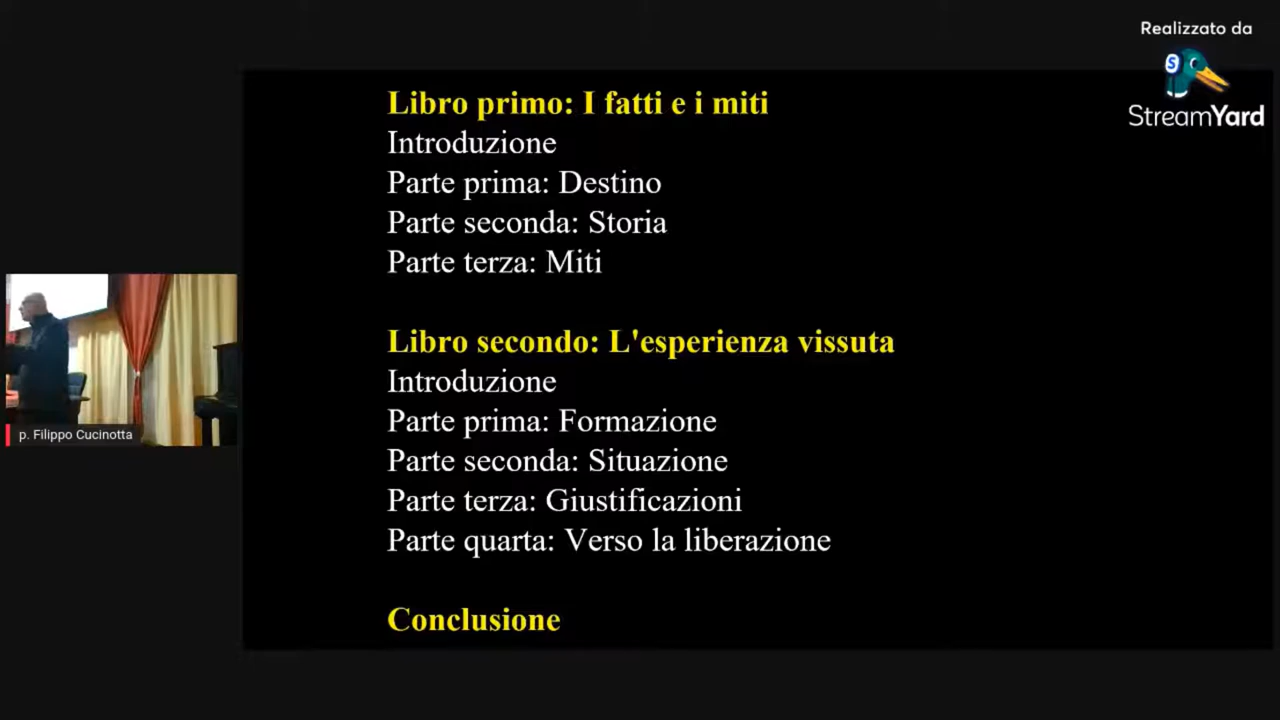 Realizzato da
S
StreamYard
Libro primo: I fatti e i miti
Introduzione
Parte prima: Destino
Parte seconda: Storia
Parte terza: Miti
Libro secondo: L'esperienza vissuta
Introduzione
Parte prima: Formazione
Parte seconda: Situazione
Parte terza: Giustificazioni
Parte quarta: Verso la liberazione
Conclusione
p. Filippo Cucinotta